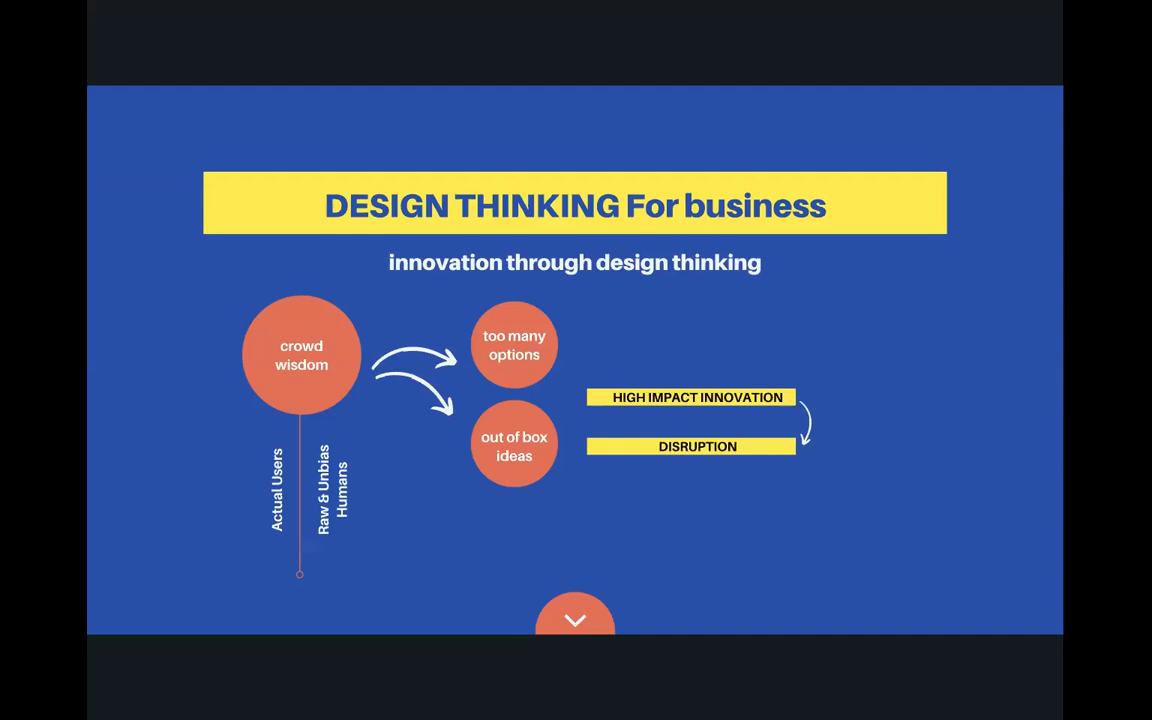 DESIGN THINKING For business
innovation through design thinking
crowd
wisdom
too many
options
out of box
ideas
HIGH IMPACT INNOVATION
DISRUPTION
Actual Users
Raw & Unbias
Humans